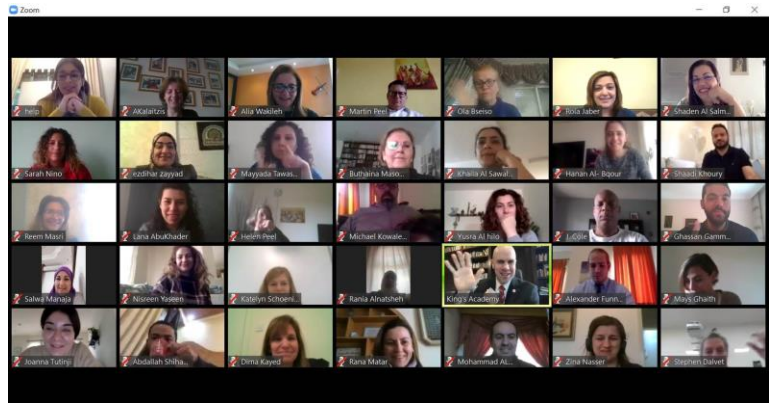 Zoom
help
AKalaitzis
Alia Wakileh
Martin Peel
Ola Bseiso
Rola Jaber
Shaden Al Salm...
Sarah Nino
ezdihar zayyad
Mayyada Tawas...
Buthaina Maso...
Khaila Al Sawal...
Hanan Al- Bqour
Shaadi Khoury
Reem Masri
Lana AbuKhader
Helen Peel
Michael Kowale...
Yusra Al hilo
J. Cole
Ghassan Gamm...
Salwa Manaja
Nisreen Yaseen
Katelyn Schoeni...
Rania Alnatsheh
King's Academy
Alexander Funn...
Mays Ghaith
Joanna Tutinji
Abdallah Shiha...
Dima Kayed
Rana Matar
Mohammad AL...
Zina Nasser
Stephen Dalvet